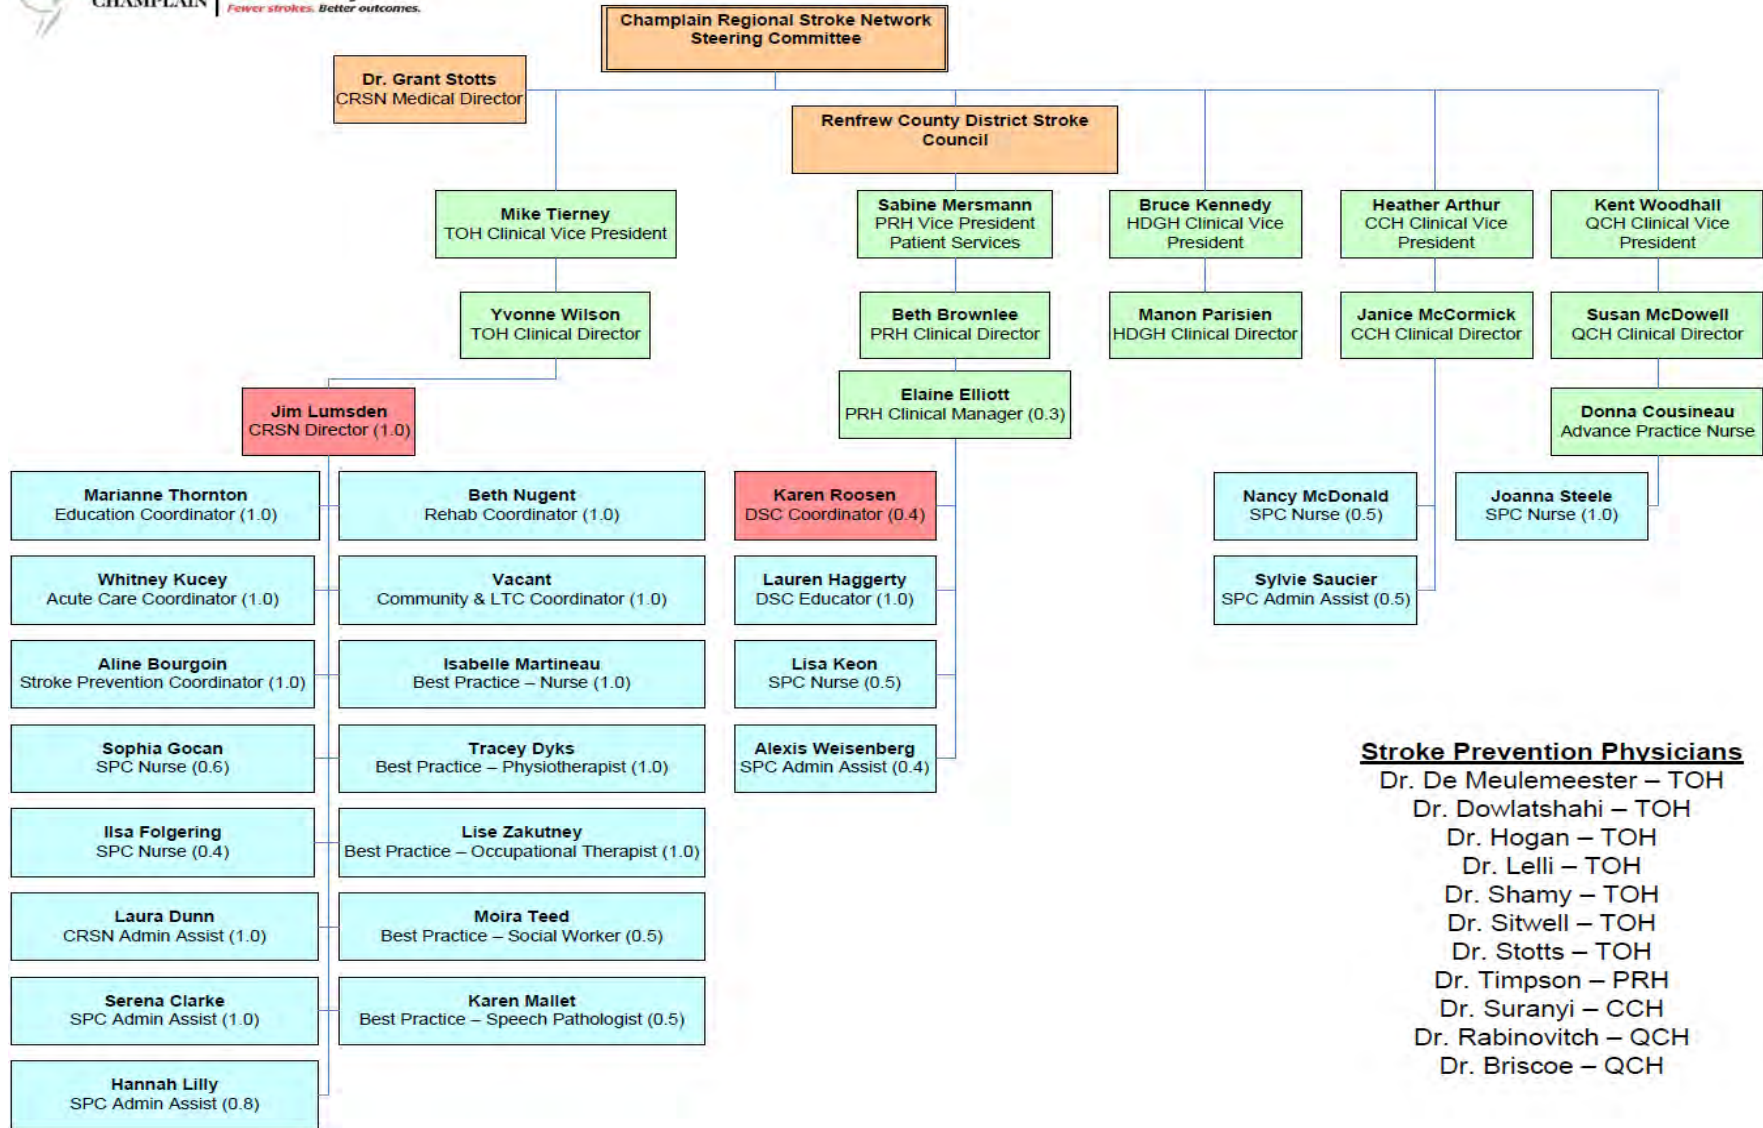 CHAMPLAIN
Fewer strokes. Better outcomes.
Champlain Regional Stroke Network
Steering Committee
Dr. Grant Stotts
CRSN Medical Director
Renfrew County District Stroke
Council
Mike Tierney
TOH Clinical Vice President
Sabine Mersmann
PRH Vice President
Patient Services
Bruce Kennedy
HDGH Clinical Vice
President
Heather Arthur
CCH Clinical Vice
President
Kent Woodhall
QCH Clinical Vice
President
Yvonne Wilson
TOH Clinical Director
Beth Brownlee
PRH Clinical Director
Manon Parisien
HDGH Clinical Director
Janice McCormick
CCH Clinical Director
Susan McDowell
QCH Clinical Director
Jim Lumsden
CRSN Director (1.0)
Elaine Elliott
PRH Clinical Manager (0.3)
Donna Cousineau
Advance Practice Nurse
Marianne Thornton
Education Coordinator (1.0)
Beth Nugent
Rehab Coordinator (1.0)
Karen Roosen
DSC Coordinator (0.4)
Nancy McDonald
SPC Nurse (0.5)
Joanna Steele
SPC Nurse (1.0)
Whitney Kucey
Acute Care Coordinator (1.0)
Vacant
Community & LTC Coordinator (1.0)
Lauren Haggerty
DSC Educator (1.0)
Sylvie Saucier
SPC Admin Assist (0.5)
Aline Bourgoin
Stroke Prevention Coordinator (1.0)
Isabelle Martineau
Best Practice – Nurse (1.0)
Lisa Keon
SPC Nurse (0.5)
Sophia Gocan
SPC Nurse (0.6)
Tracey Dyks
Best Practice – Physiotherapist (1.0)
Alexis Weisenberg
SPC Admin Assist (0.4)
Ilsa Folgering
SPC Nurse (0.4)
Lise Zakutney
Best Practice – Occupational Therapist (1.0)
Laura Dunn
CRSN Admin Assist (1.0)
Moira Teed
Best Practice – Social Worker (0.5)
Serena Clarke
SPC Admin Assist (1.0)
Karen Mallet
Best Practice – Speech Pathologist (0.5)
Hannah Lilly
SPC Admin Assist (0.8)
Stroke Prevention Physicians
Dr. De Meulemeester – TOH
Dr. Dowlatshahi – TOH
Dr. Hogan – TOH
Dr. Lelli – TOH
Dr. Shamy – TOH
Dr. Sitwell – TOH
Dr. Stotts – TOH
Dr. Timpson – PRH
Dr. Suranyi – CCH
Dr. Rabinovitch – QCH
Dr. Briscoe – QCH